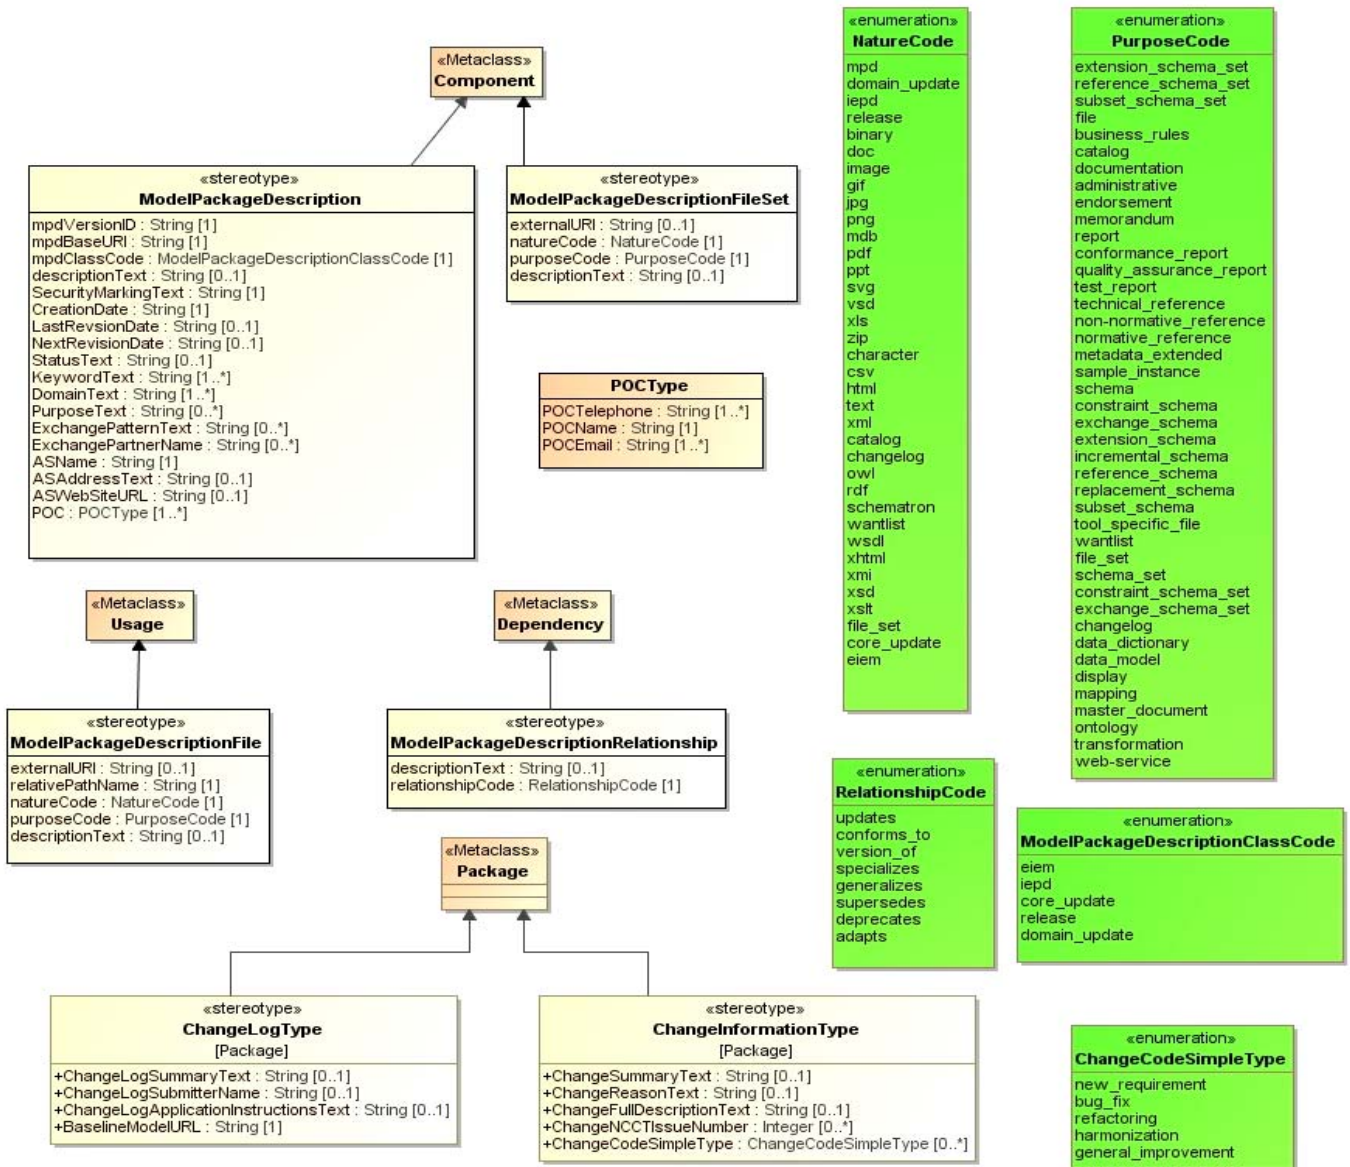 «Metaclass»
Component
«stereotype»
ModelPackageDescription
mpdVersionID : String [1]
mpdBaseURI : String [1]
mpdClassCode : ModelPackageDescriptionClassCode [1]
descriptionText : String [0..1]
SecurityMarkingText : String [1]
CreationDate : String [1]
LastRevsionDate : String [0..1]
NextRevisionDate : String [0..1]
StatusText : String [0..1]
KeywordText : String [1..*]
DomainText : String [1..*]
PurposeText : String [0..*]
ExchangePatternText : String [0..*]
ExchangePartnerName : String [0..*]
ASName : String [1]
ASAddressText : String [0..1]
ASWebSiteURL : String [0..1]
POC : POCType [1..*]
«stereotype»
ModelPackageDescriptionFileSet
externalURI : String [0..1]
natureCode : NatureCode [1]
purposeCode : PurposeCode [1]
descriptionText : String [0..1]
POCType
POCTelephone : String [1..*]
POCName : String [1]
POCEmail : String [1..*]
«enumeration»
NatureCode
mpd
domain_update
iepd
release
binary
doc
image
gif
jpg
png
mdb
pdf
ppt
svg
vsd
xls
zip
character
csv
html
text
xml
catalog
changelog
owl
rdf
schematron
wantlist
wsdl
xhtml
xmi
xsd
xslt
file_set
core_update
eiem
«enumeration»
PurposeCode
extension_schema_set
reference_schema_set
subset_schema_set
file
business_rules
catalog
documentation
administrative
endorsement
memorandum
report
conformance_report
quality_assurance_report
test_report
technical_reference
non-normative_reference
normative_reference
metadata_extended
sample_instance
schema
constraint_schema
exchange_schema
extension_schema
incremental_schema
reference_schema
replacement_schema
subset_schema
tool_specific_file
wantlist
file_set
schema_set
constraint_schema_set
exchange_schema_set
changelog
data_dictionary
data_model
display
mapping
master_document
ontology
transformation
web-service
«Metaclass»
Usage
«Metaclass»
Dependency
«stereotype»
ModelPackageDescriptionFile
externalURI : String [0..1]
relativePathName : String [1]
natureCode : NatureCode [1]
purposeCode : PurposeCode [1]
descriptionText : String [0..1]
«stereotype»
ModelPackageDescriptionRelationship
descriptionText : String [0..1]
relationshipCode : RelationshipCode [1]
«Metaclass»
Package
«enumeration»
RelationshipCode
updates
conforms_to
version_of
specializes
generalizes
supersedes
deprecates
adapts
«enumeration»
ModelPackageDescriptionClassCode
eiem
iepd
core_update
release
domain_update
«stereotype»
ChangeLogType
[Package]
+ChangeLogSummaryText : String [0..1]
+ChangeLogSubmitterName : String [0..1]
+ChangeLogApplicationInstructionsText : String [0..1]
+BaselineModelURL : String [1]
«stereotype»
ChangeInformationType
[Package]
+ChangeSummaryText : String [0..1]
+ChangeReasonText : String [0..1]
+ChangeFullDescriptionText : String [0..1]
+ChangeNCCTIssueNumber : Integer [0..*]
+ChangeCodeSimpleType : ChangeCodeSimpleType [0..*]
«enumeration»
ChangeCodeSimpleType
new_requirement
bug_fix
refactoring
harmonization
general_improvement